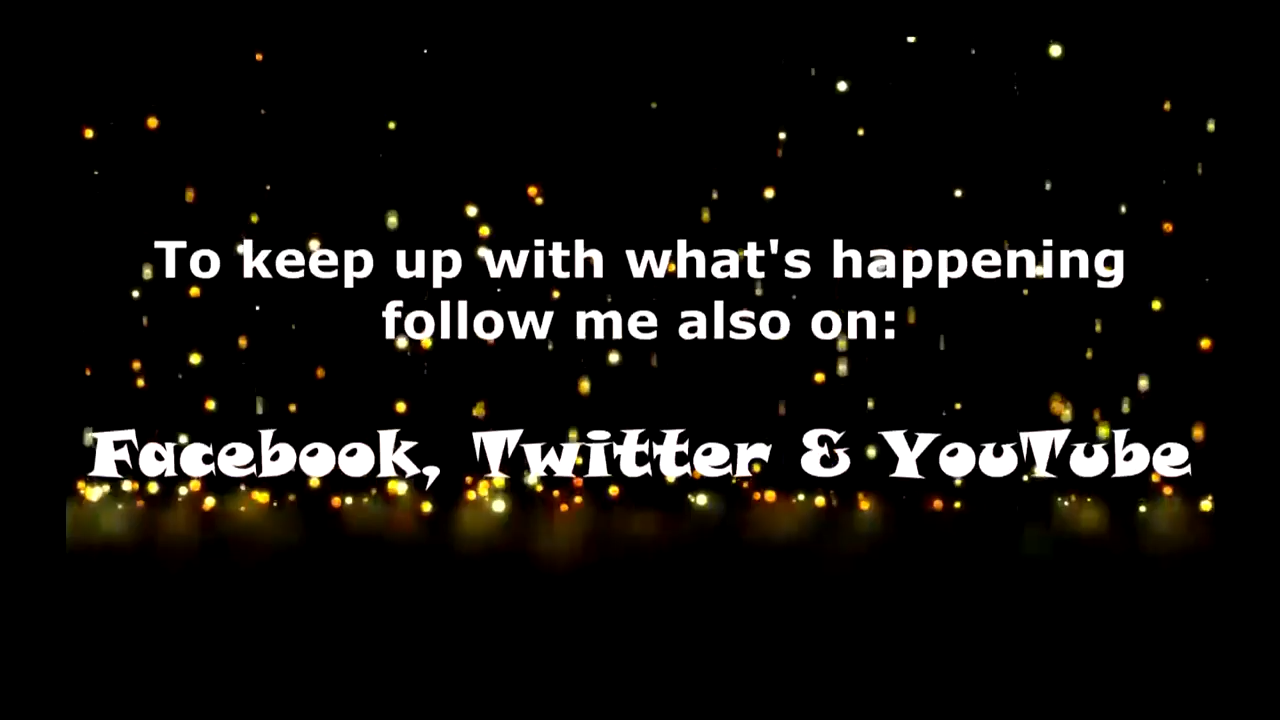 To keep up with what's happening
follow me also on:
Facebook, Twitter & YouTube